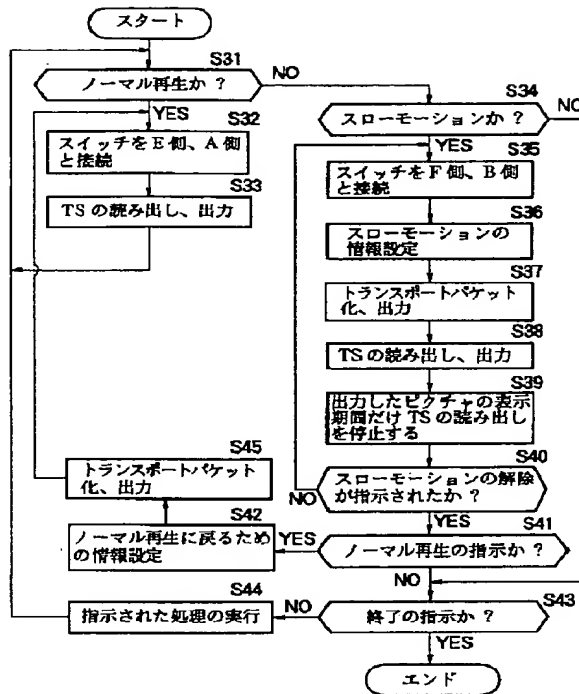 スタート
S31
ノーマル再生か ?
NO
YES
S32
スイッチをE側、A側
と接続
S33
TSの読み出し、出力
S34
スローモーションか ?
NO
YES
S35
スイッチをF側、B側
と接続
S36
スローモーションの
情報設定
S37
トランスポートパケット
化、出力
S38
TSの読み出し、出力
S39
出力したピクチャの表示
期間だけTSの読み出し
を停止する
S40
スローモーションの解除
が指示されたか ?
NO
YES
S41
ノーマル再生の指示か ?
YES
NO
S45
トランスポートパケット
化、出力
S42
ノーマル再生に戻るため
の情報設定
S43
終了の指示か ?
NO
YES
S44
指示された処理の実行
エンド